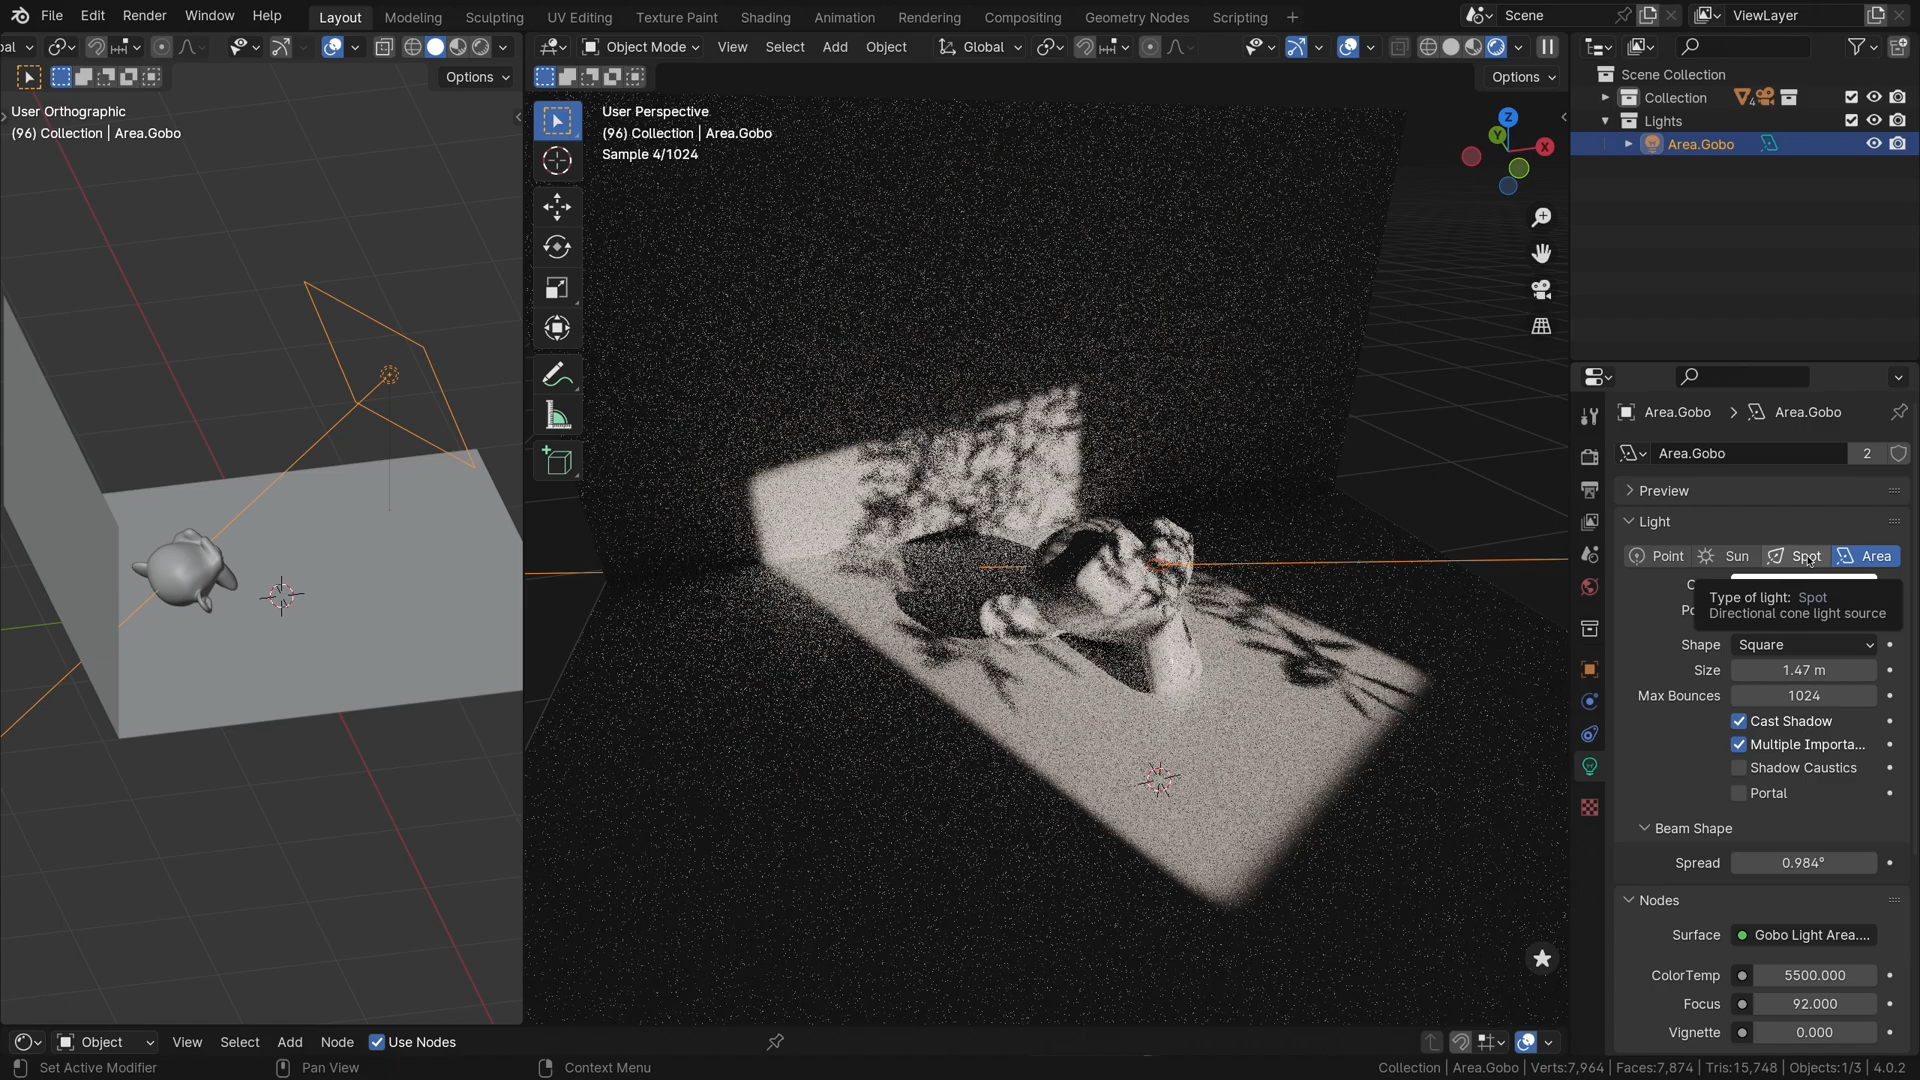 File Edit Render Window Help Layout Modeling Sculpting UV Editing Texture Paint Shading Animation Rendering Compositing Geometry Nodes Scripting + Scene ViewLayer
al Object Mode View Select Add Object Global
Options Options
User Orthographic
(96) Collection | Area.Gobo
User Perspective
(96) Collection | Area.Gobo
Sample 4/1024
Z
Y
X
Scene Collection
Collection 4
Lights
Area.Gobo
Area.Gobo > Area.Gobo
Area.Gobo 2
Preview
Light
Point Sun Spot Area
C
Type of light: Spot
Po
Directional cone light source
Shape Square
Size 1.47 m
Max Bounces 1024
Cast Shadow
Multiple Importa...
Shadow Caustics
Portal
Beam Shape
Spread 0.984°
Nodes
Surface Gobo Light Area....
ColorTemp 5500.000
Focus 92.000
Vignette 0.000
Object View Select Add Node Use Nodes
Set Active Modifier Pan View Context Menu Collection | Area.Gobo | Verts:7,964 | Faces:7,874 | Tris:15,748 | Objects:1/3 | 4.0.2